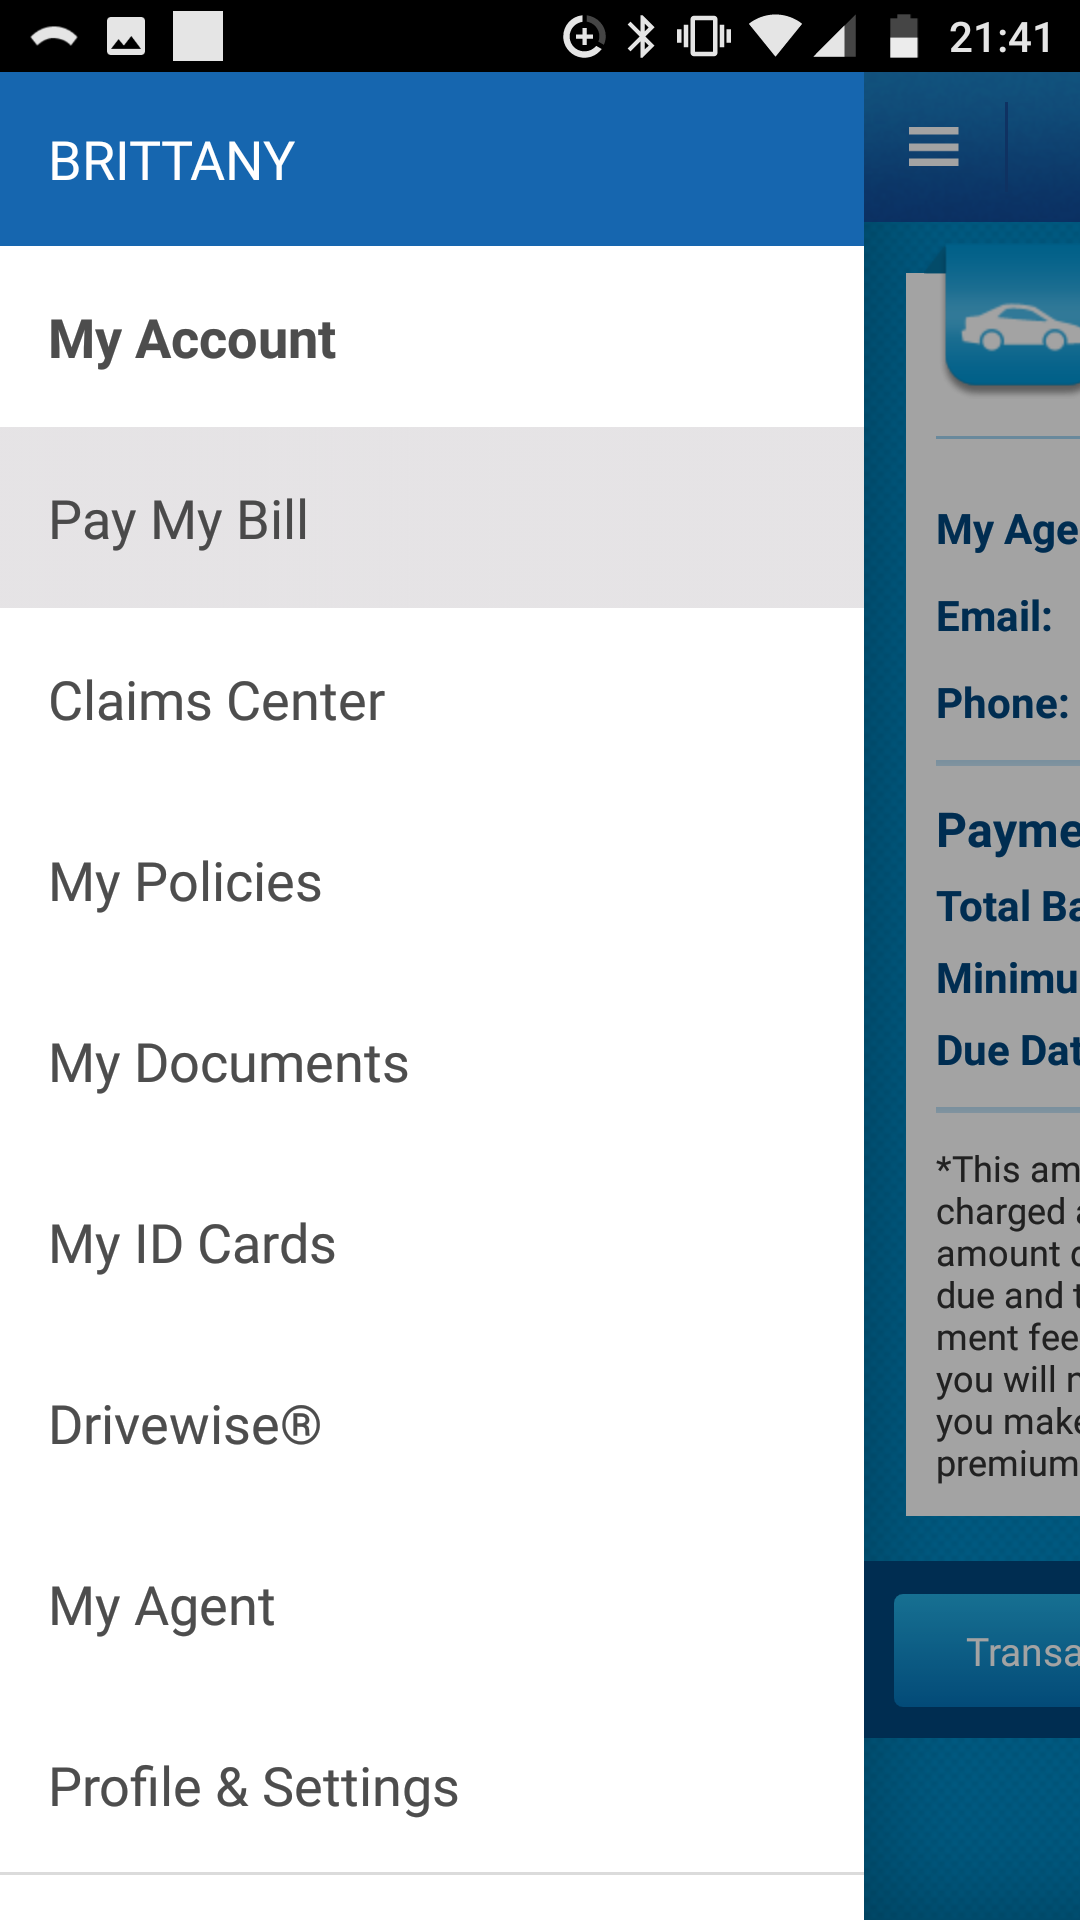 21:41
BRITTANY
My Account
Pay My Bill
Claims Center
My Policies
My Documents
My ID Cards
Drivewise®
My Agent
Profile & Settings
My Age
Email:
Phone:
Payme
Total Ba
Minimu
Due Dat
*This am
charged a
amount o
due and t
ment fee
you will n
you make
premium
Transa